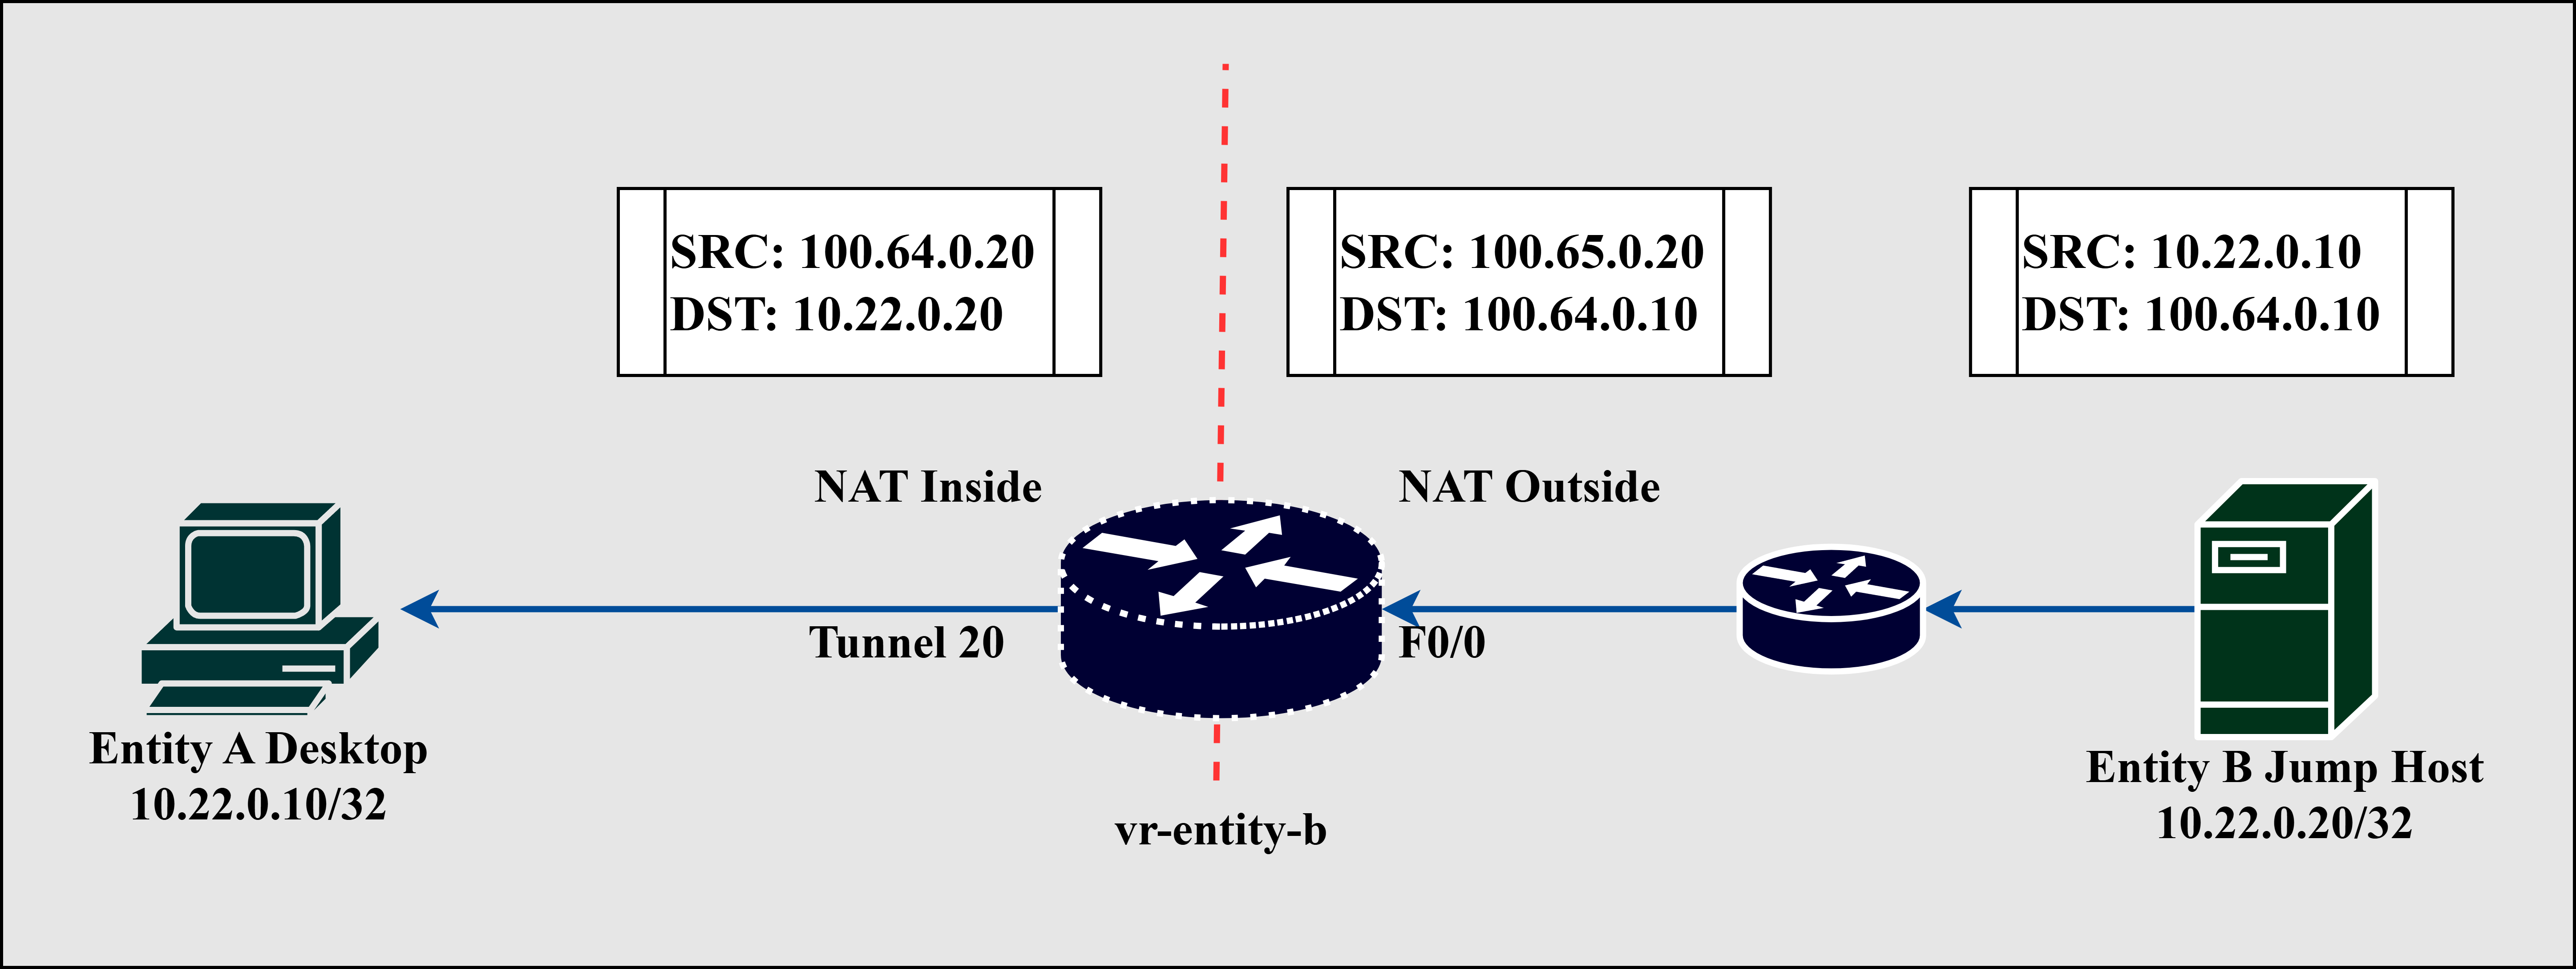 SRC: 100.64.0.20
DST: 10.22.0.20
SRC: 100.65.0.20
DST: 100.64.0.10
SRC: 10.22.0.10
DST: 100.64.0.10
NAT Inside
NAT Outside
Tunnel 20
F0/0
Entity A Desktop
10.22.0.10/32
vr-entity-b
Entity B Jump Host
10.22.0.20/32